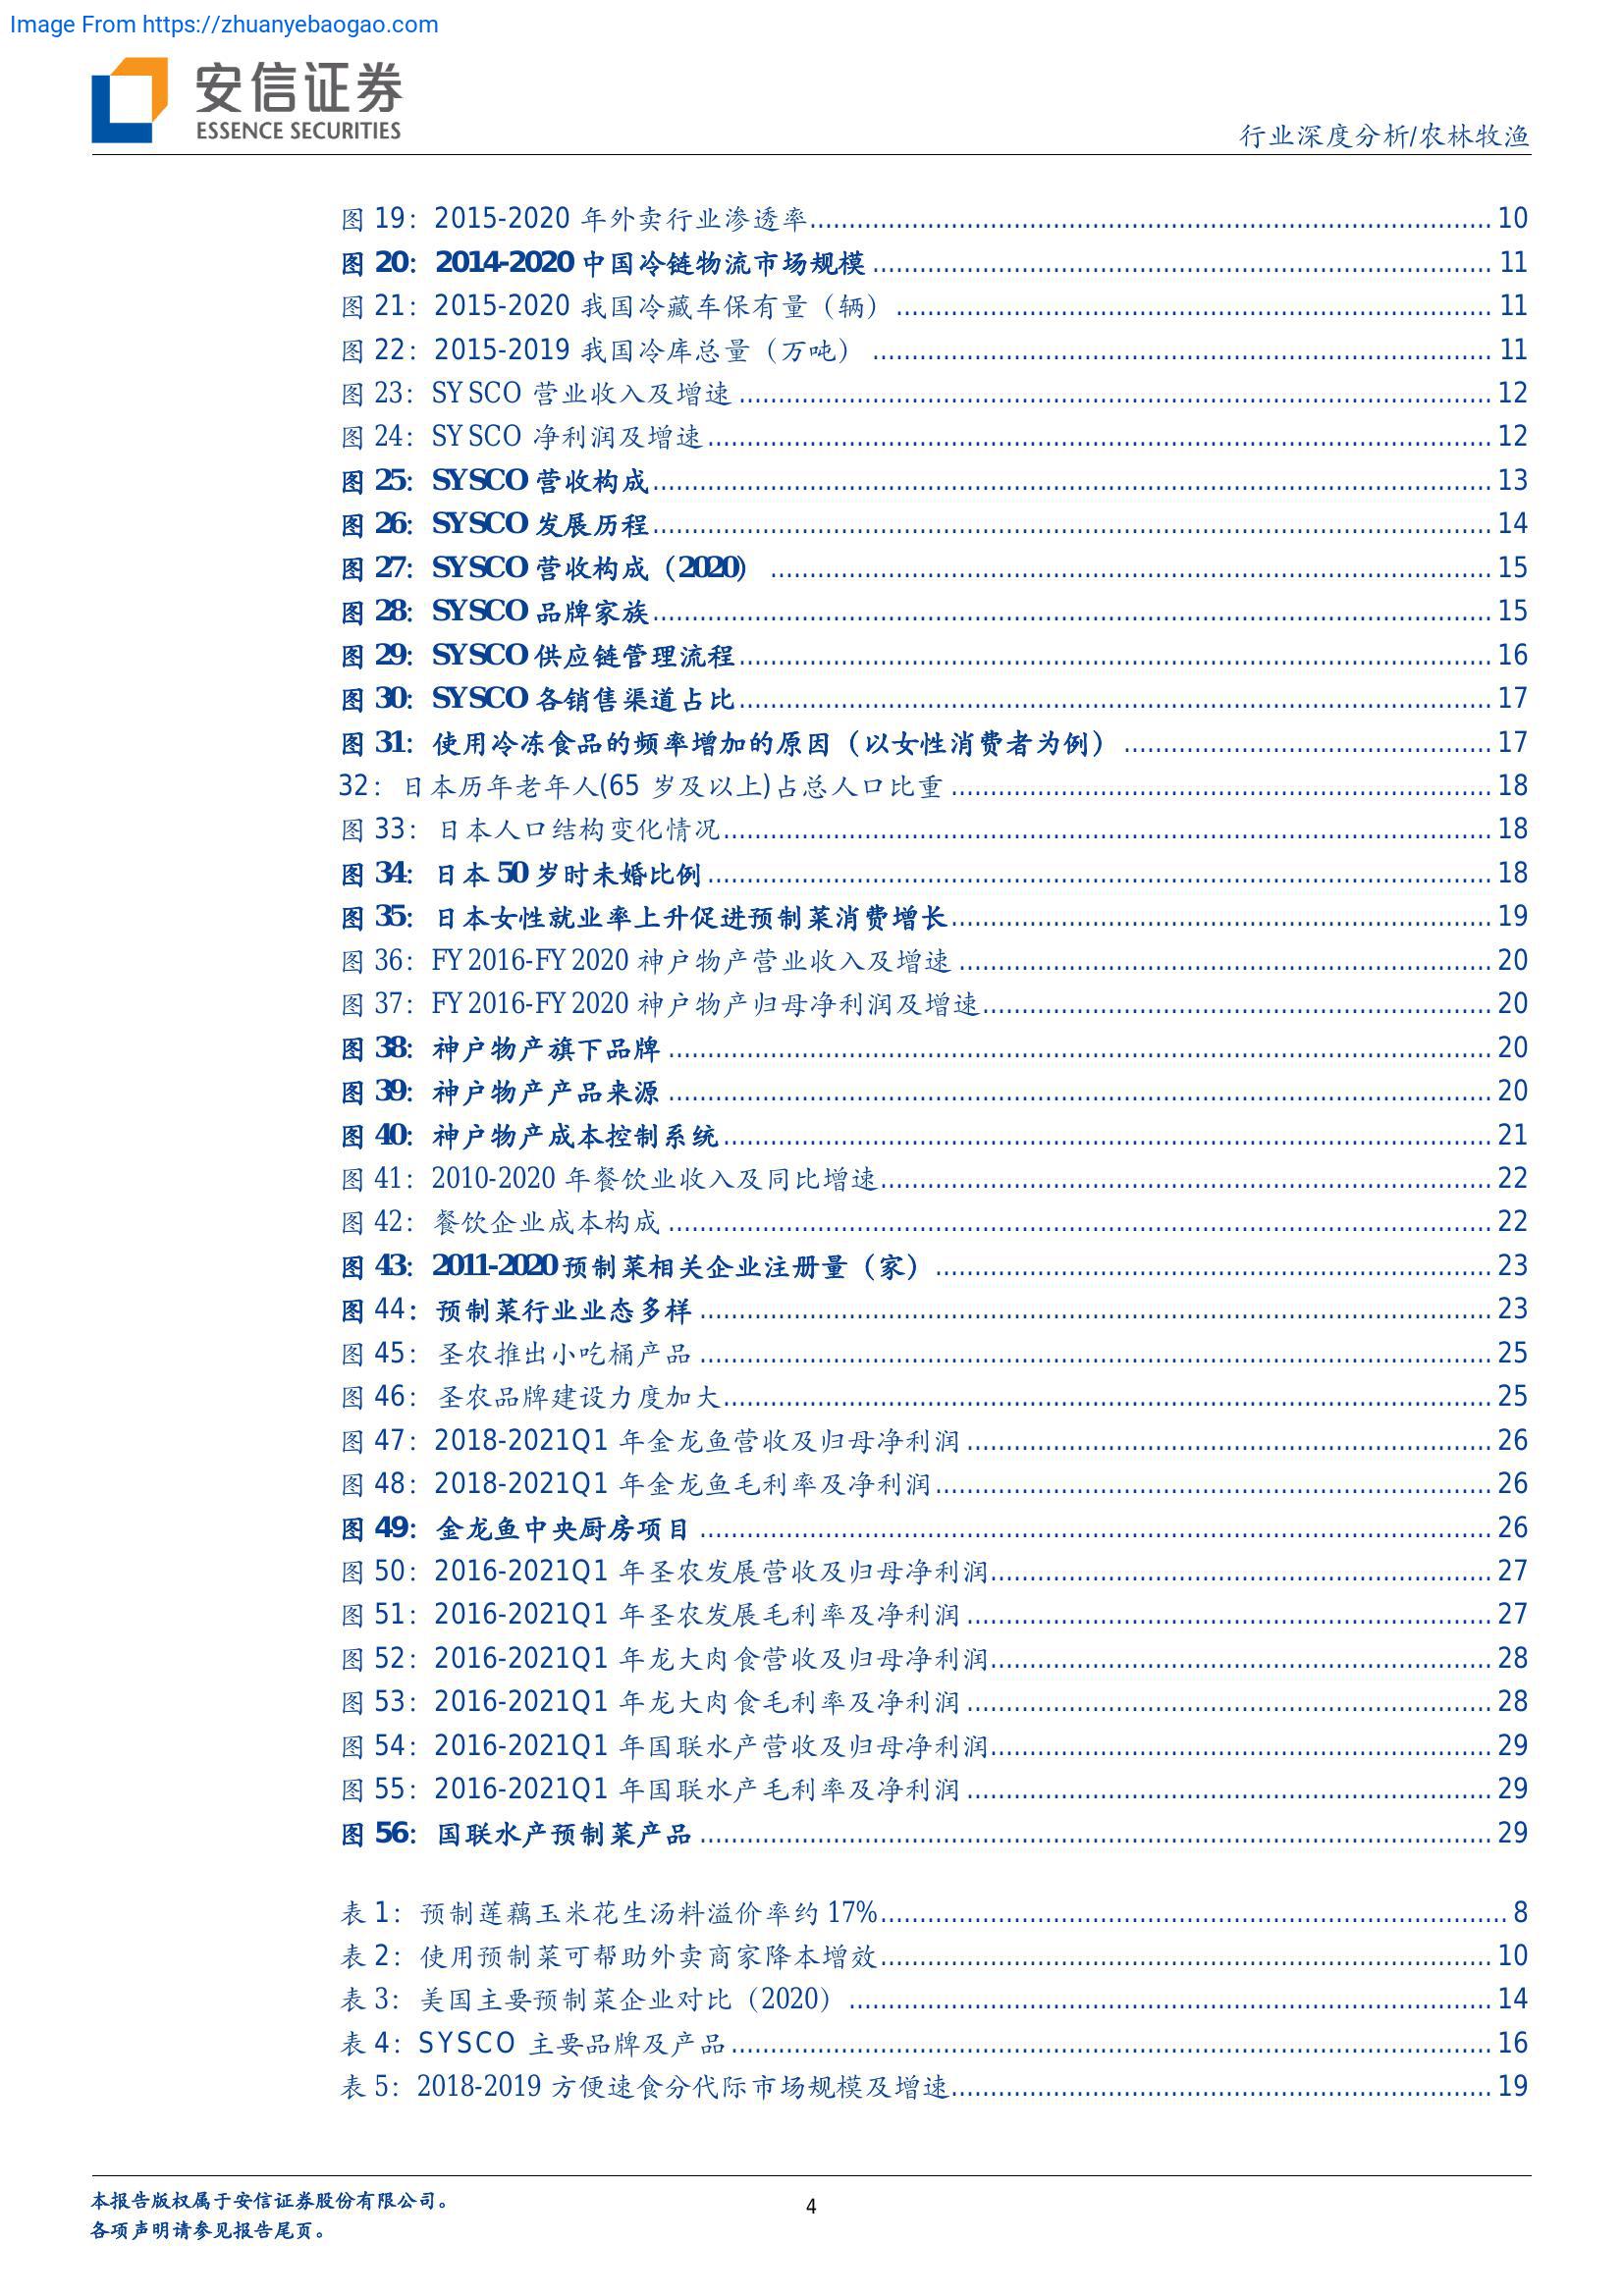 Image From https://zhuanyebaogao.com
安信证券
ESSENCE SECURITIES
行业深度分析/农林牧渔
图 19：2015-2020 年外卖行业渗透率 10
图 20：2014-2020 中国冷链物流市场规模 11
图 21：2015-2020 我国冷藏车保有量（辆） 11
图 22：2015-2019 我国冷库总量（万吨） 11
图 23：SYSCO 营业收入及增速 12
图 24：SYSCO 净利润及增速 12
图 25：SYSCO 营收构成 13
图 26：SYSCO 发展历程 14
图 27：SYSCO 营收构成（2020） 15
图 28：SYSCO 品牌家族 15
图 29：SYSCO 供应链管理流程 16
图 30：SYSCO 各销售渠道占比 17
图 31：使用冷冻食品的频率增加的原因（以女性消费者为例） 17
32：日本历年老年人(65 岁及以上)占总人口比重 18
图 33：日本人口结构变化情况 18
图 34：日本 50 岁时未婚比例 18
图 35：日本女性就业率上升促进预制菜消费增长 19
图 36：FY2016-FY2020 神户物产营业收入及增速 20
图 37：FY2016-FY2020 神户物产归母净利润及增速 20
图 38：神户物产旗下品牌 20
图 39：神户物产产品来源 20
图 40：神户物产成本控制系统 21
图 41：2010-2020 年餐饮业收入及同比增速 22
图 42：餐饮企业成本构成 22
图 43：2011-2020 预制菜相关企业注册量（家） 23
图 44：预制菜行业业态多样 23
图 45：圣农推出小吃桶产品 25
图 46：圣农品牌建设力度加大 25
图 47：2018-2021Q1 年金龙鱼营收及归母净利润 26
图 48：2018-2021Q1 年金龙鱼毛利率及净利润 26
图 49：金龙鱼中央厨房项目 26
图 50：2016-2021Q1 年圣农发展营收及归母净利润 27
图 51：2016-2021Q1 年圣农发展毛利率及净利润 27
图 52：2016-2021Q1 年龙大肉食营收及归母净利润 28
图 53：2016-2021Q1 年龙大肉食毛利率及净利润 28
图 54：2016-2021Q1 年国联水产营收及归母净利润 29
图 55：2016-2021Q1 年国联水产毛利率及净利润 29
图 56：国联水产预制菜产品 29
表 1：预制莲藕玉米花生汤料溢价率约 17% 8
表 2：使用预制菜可帮助外卖商家降本增效 10
表 3：美国主要预制菜企业对比（2020） 14
表 4：SYSCO 主要品牌及产品 16
表 5：2018-2019 方便速食分代际市场规模及增速 19
本报告版权属于安信证券股份有限公司。
各项声明请参见报告尾页。
4